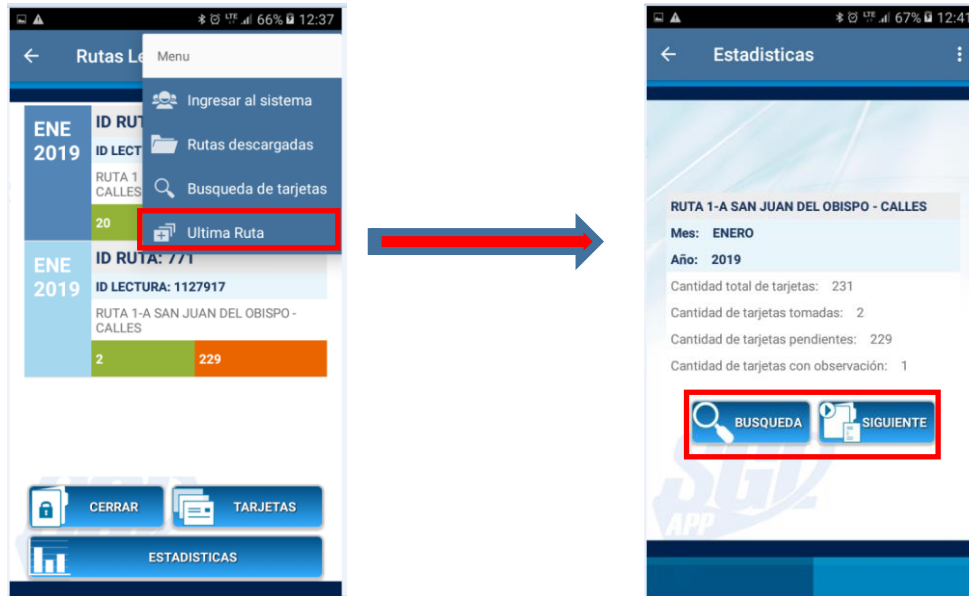 LTE 66% 12:37
Rutas Le
Menu
Ingresar al sistema
Rutas descargadas
Busqueda de tarjetas
Ultima Ruta
ENE
2019
ID RUT
ID LECT
RUTA 1
CALLES
20
ENE
2019
ID RUTA: 771
ID LECTURA: 1127917
RUTA 1-A SAN JUAN DEL OBISPO -
CALLES
2 229
CERRAR TARJETAS
ESTADISTICAS
LTE 67% 12:41
Estadisticas
RUTA 1-A SAN JUAN DEL OBISPO - CALLES
Mes: ENERO
Año: 2019
Cantidad total de tarjetas: 231
Cantidad de tarjetas tomadas: 2
Cantidad de tarjetas pendientes: 229
Cantidad de tarjetas con observación: 1
BUSQUEDA SIGUIENTE
APP